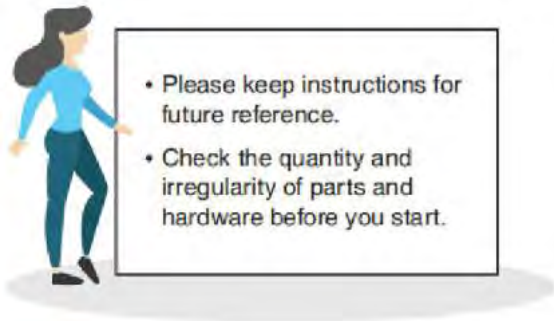 • Please keep instructions for
future reference.
• Check the quantity and
irregularity of parts and
hardware before you start.